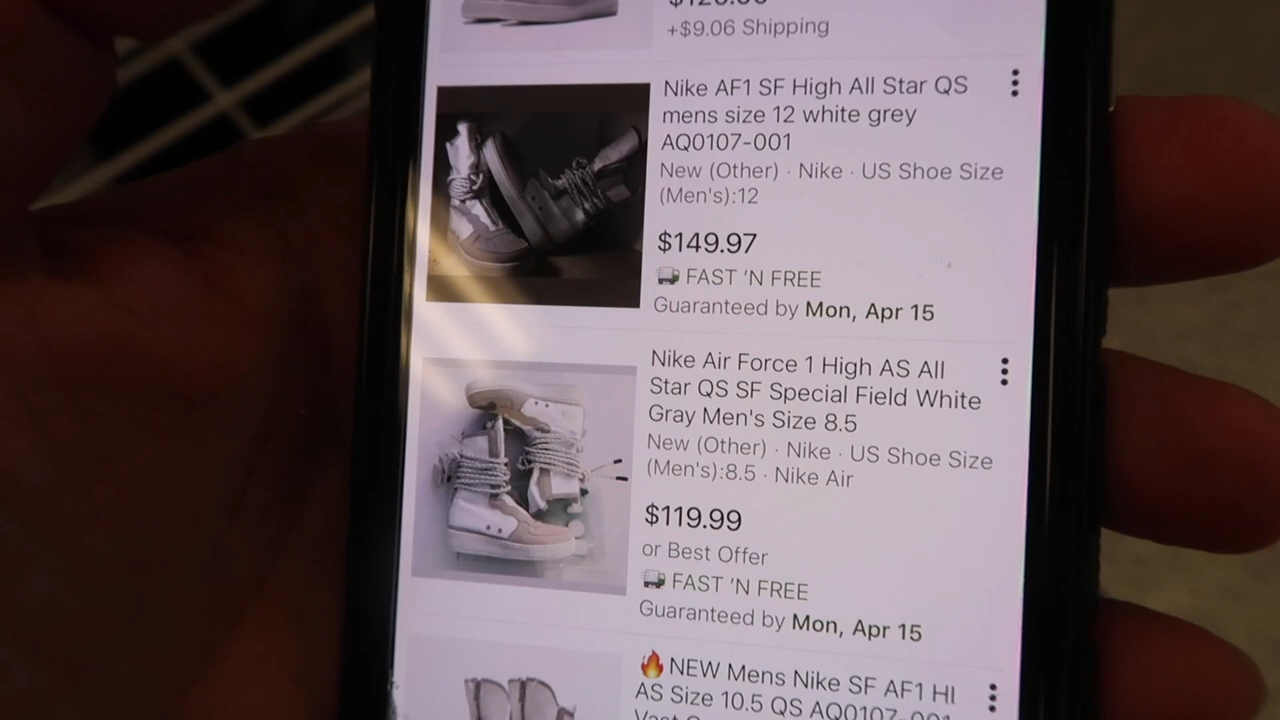 +$9.06 Shipping
Nike AF1 SF High All Star QS
mens size 12 white grey
AQ0107-001
New (Other) · Nike · US Shoe Size
(Men's):12
$149.97
FAST 'N FREE
Guaranteed by Mon, Apr 15
Nike Air Force 1 High AS All
Star QS SF Special Field White
Gray Men's Size 8.5
New (Other) · Nike · US Shoe Size
(Men's):8.5 · Nike Air
$119.99
or Best Offer
FAST 'N FREE
Guaranteed by Mon, Apr 15
🔥NEW Mens Nike SF AF1 HI
AS Size 10.5 QS AQ0107-001